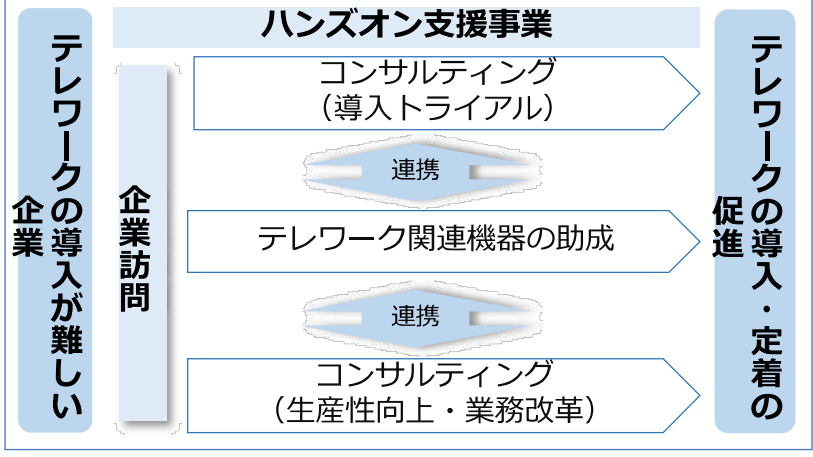 ハンズオン支援事業
テレワークの導入が難しい
企業
企業訪問
コンサルティング
（導入トライアル）
連携
テレワーク関連機器の助成
連携
コンサルティング
（生産性向上・業務改革）
テレワークの導入・定着の
促進